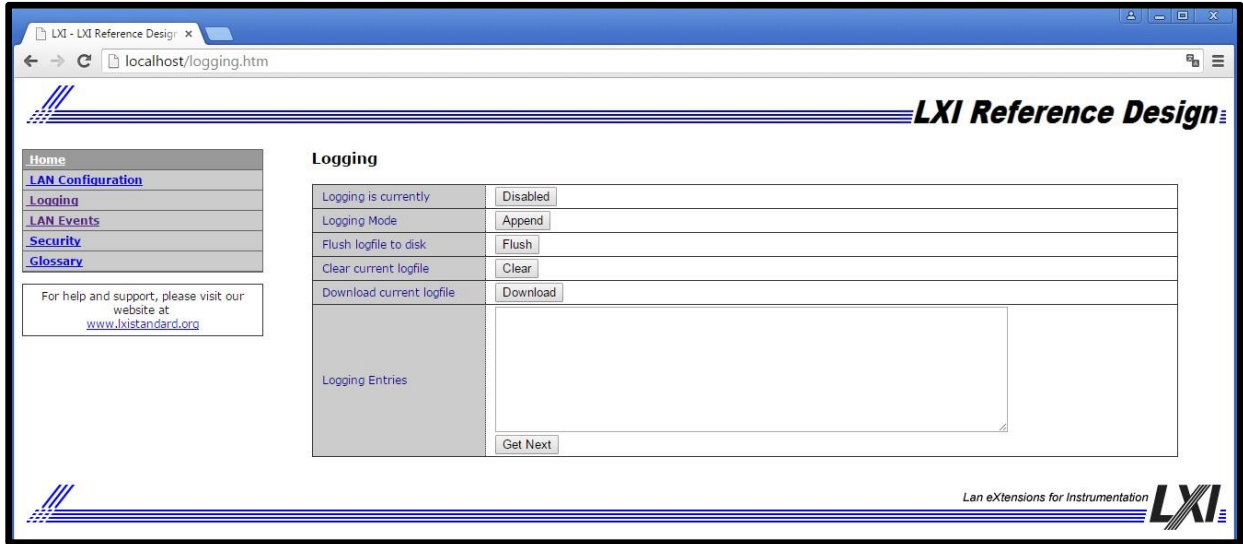 LXI - LXI Reference Desigr
localhost/logging.htm
LXI Reference Design
Home
LAN Configuration
Logging
LAN Events
Security
Glossary
For help and support, please visit our
website at
www.lxistandard.org
Logging
Logging is currently Disabled
Logging Mode Append
Flush logfile to disk Flush
Clear current logfile Clear
Download current logfile Download
Logging Entries
Get Next
Lan eXtensions for Instrumentation
LXI